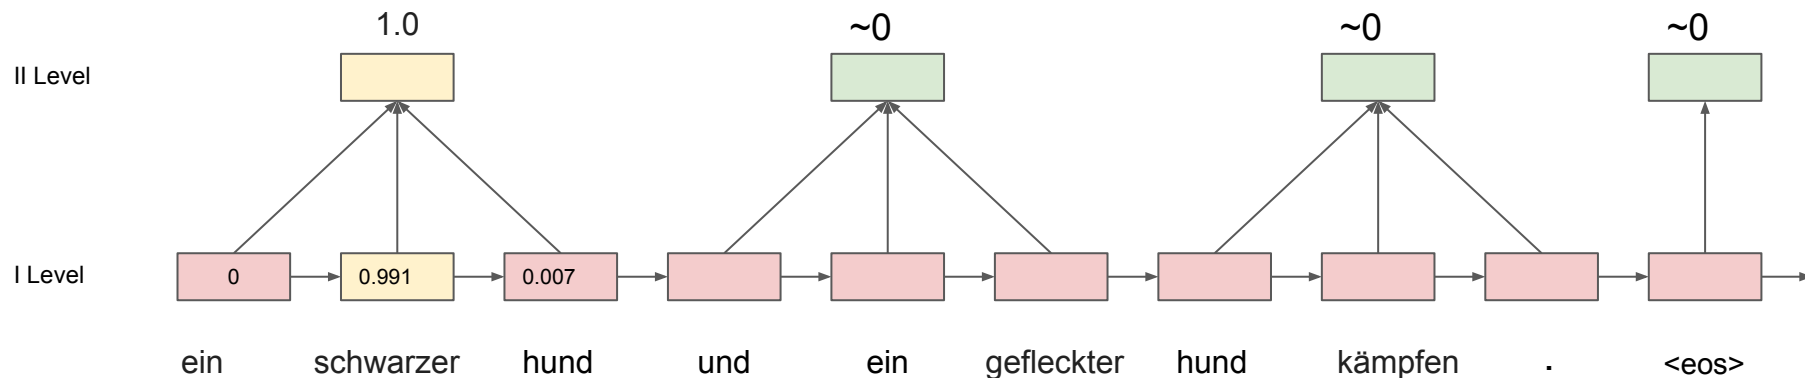 1.0 ~0 ~0 ~0
II Level
I Level 0 0.991 0.007
ein schwarzer hund und ein gefleckter hund kämpfen . <eos>